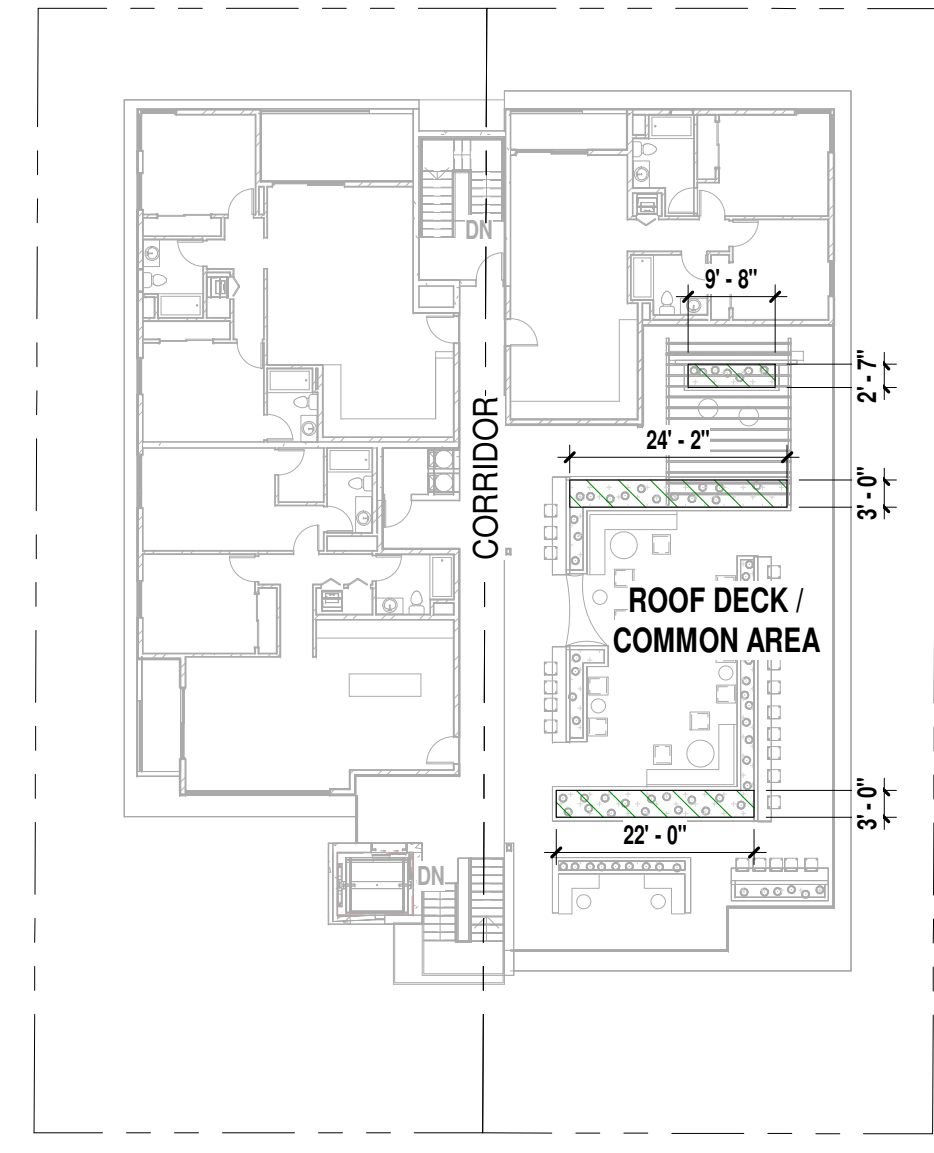 DN
9' - 8"
2' - 7"
24' - 2"
3' - 0"
CORRIDOR
ROOF DECK /
COMMON AREA
3' - 0"
22' - 0"
DN